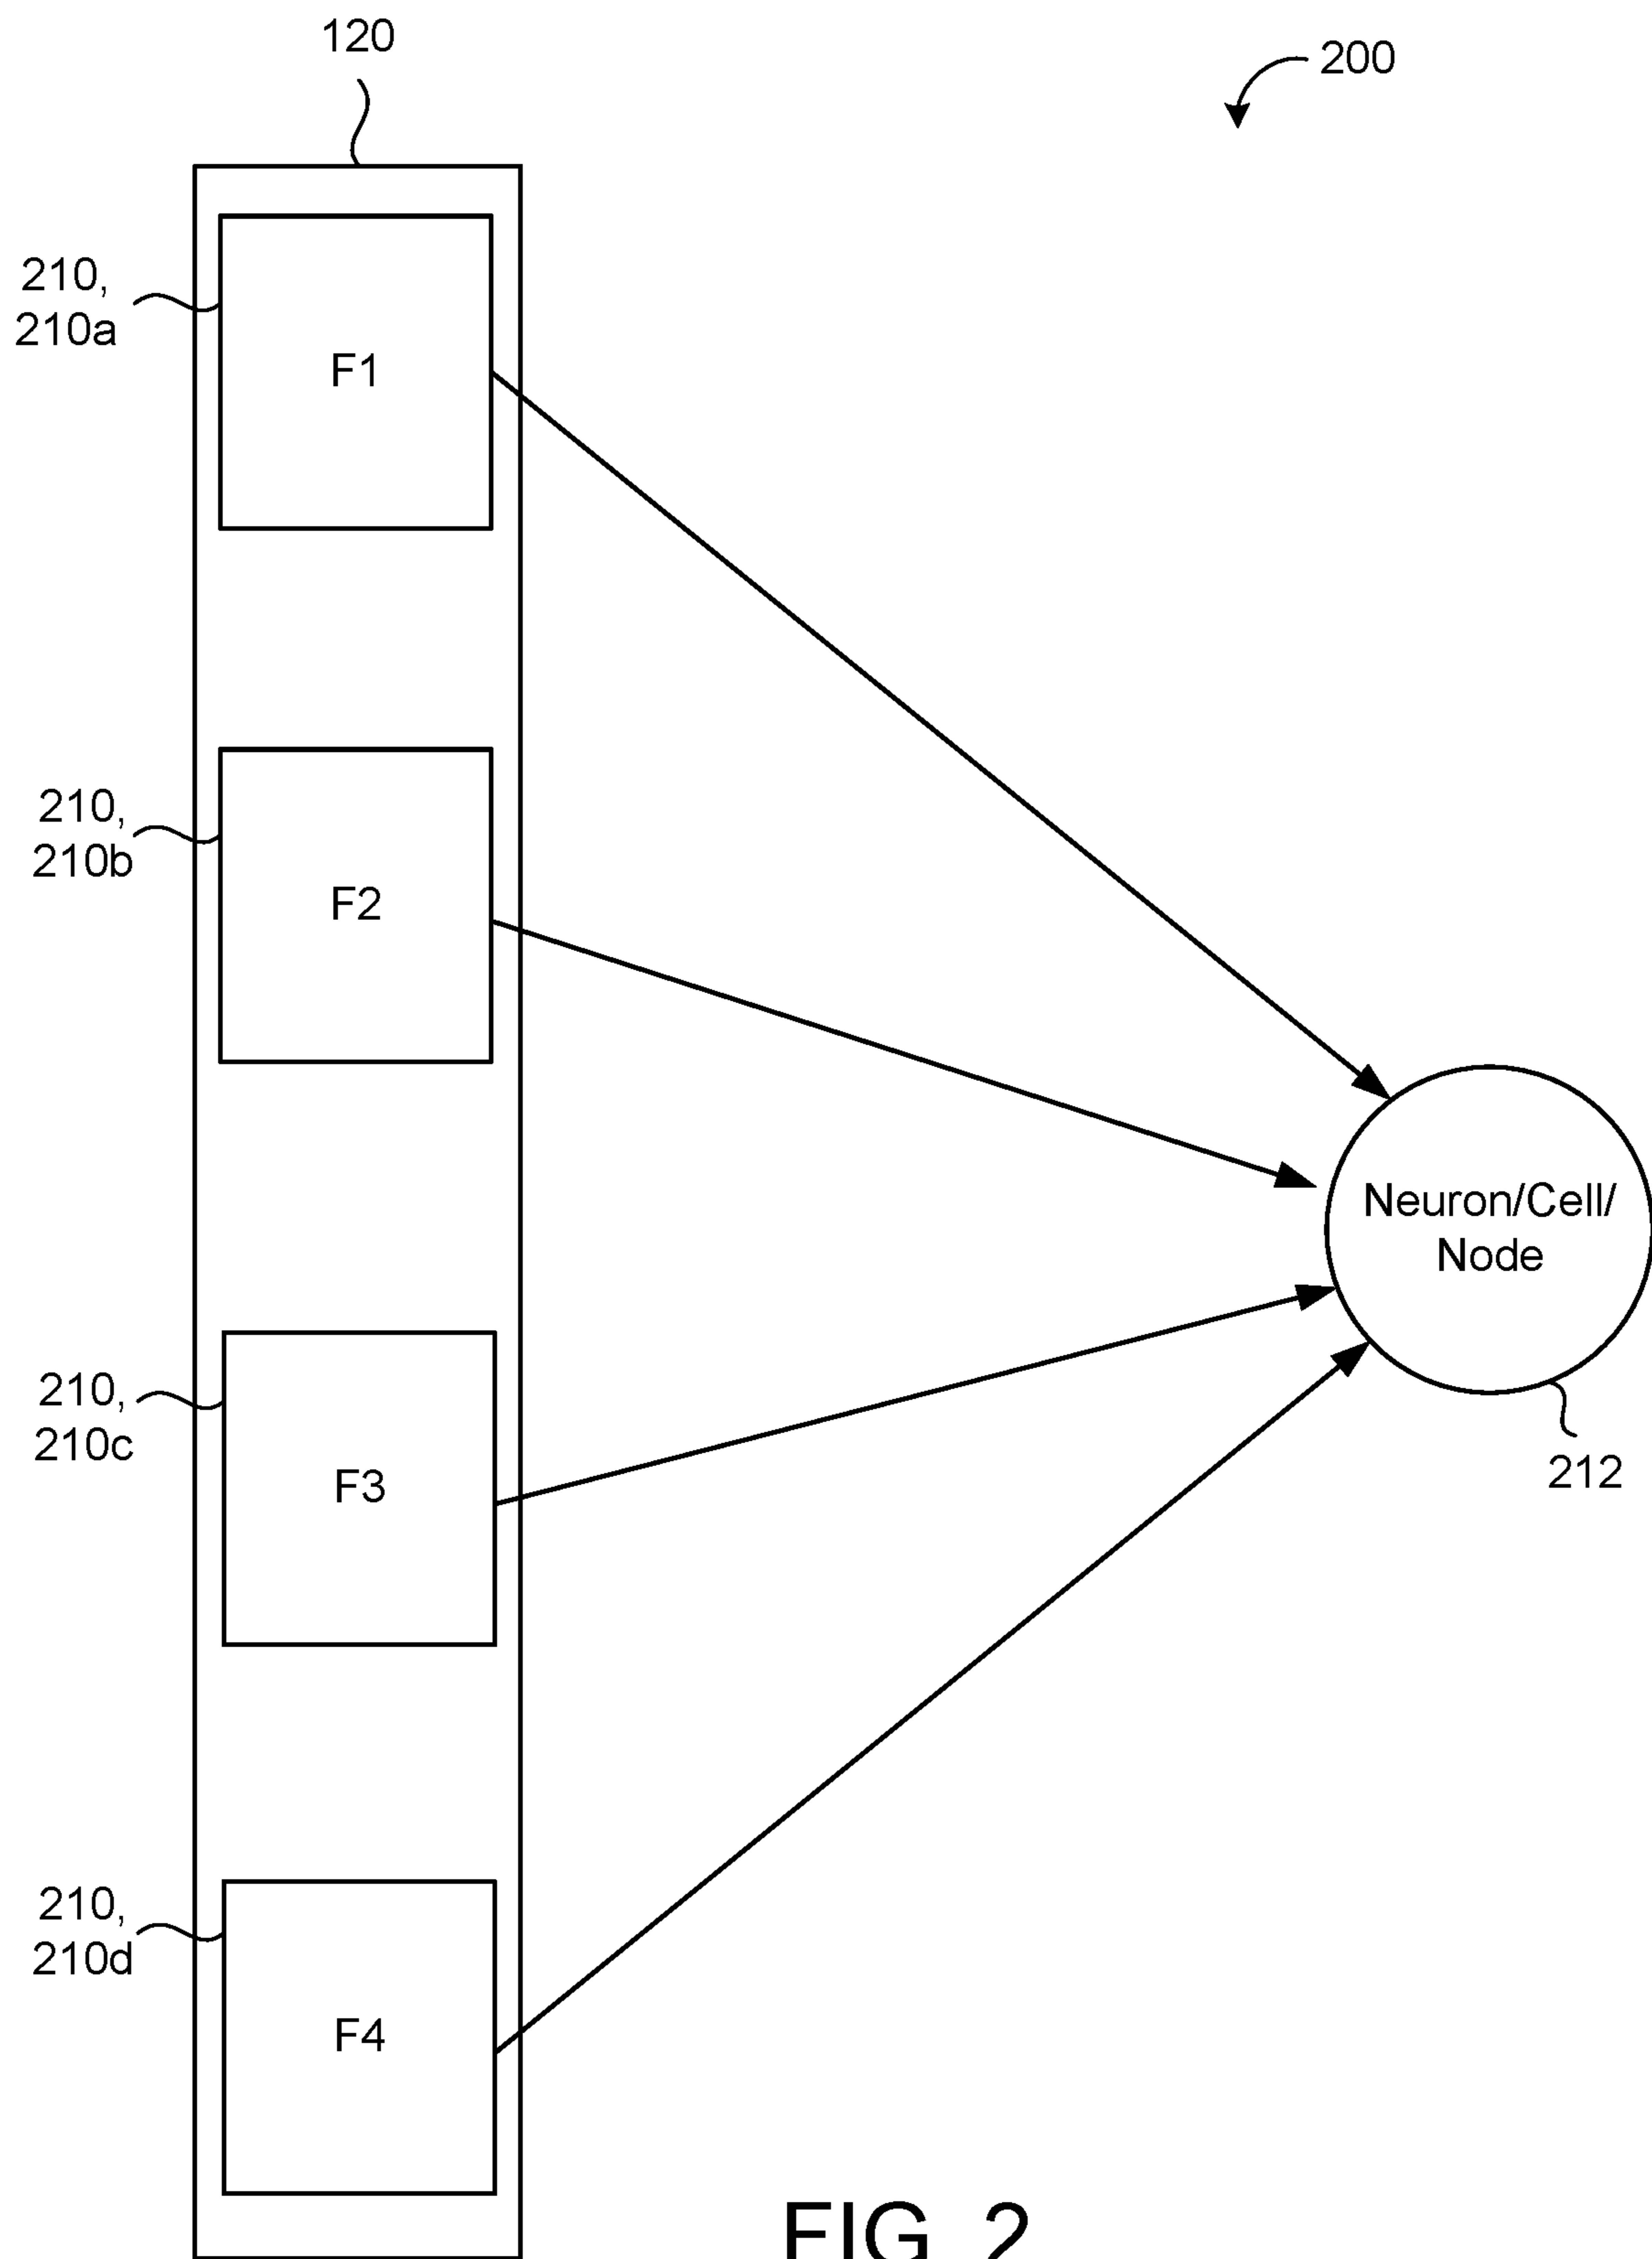 120
200
210,
210a
F1
210,
210b
F2
Neuron/Cell/
Node
212
210,
210c
F3
210,
210d
F4
FIG. 2